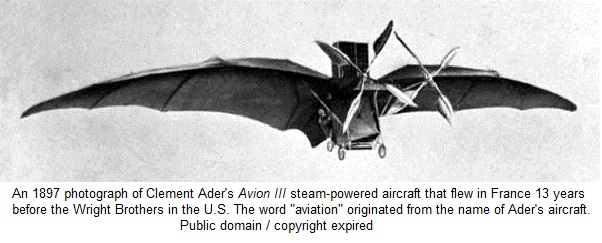 An 1897 photograph of Clement Ader's Avion III steam-powered aircraft that flew in France 13 years
before the Wright Brothers in the U.S. The word "aviation" originated from the name of Ader's aircraft.
Public domain / copyright expired